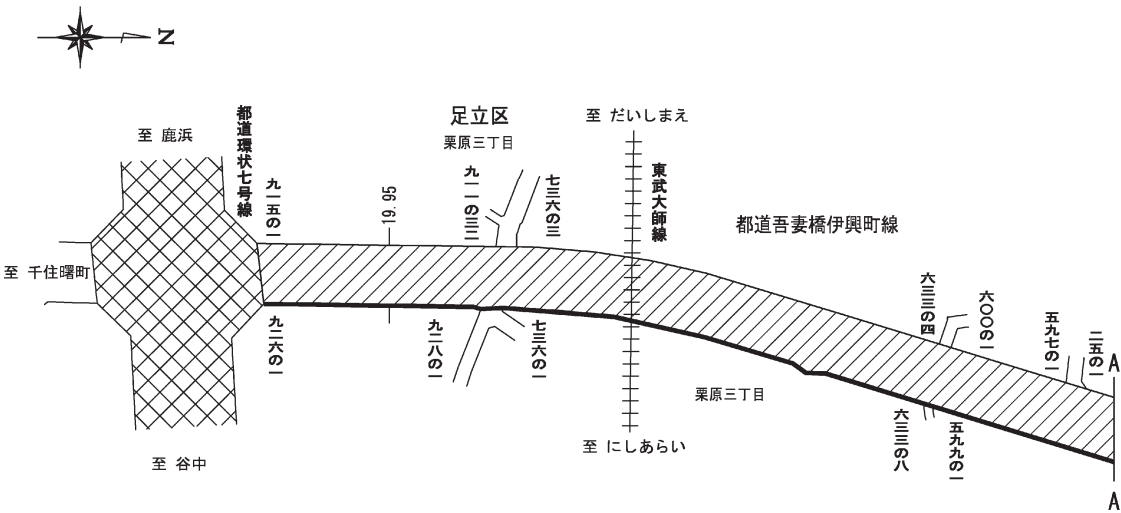 N
至 鹿浜
都道環状七号線
九一五の一
19.95
足立区
栗原三丁目
九一一の三二
七三六の三
至 だいしまえ
東武大師線
都道吾妻橋伊興町線
六三三の四
六〇〇の一
五九七の一
二五の一
A
至 千住曙町
九二六の一
九二八の一
七三六の一
栗原三丁目
六三三の八
五九九の一
至 にしあらい
至 谷中
A